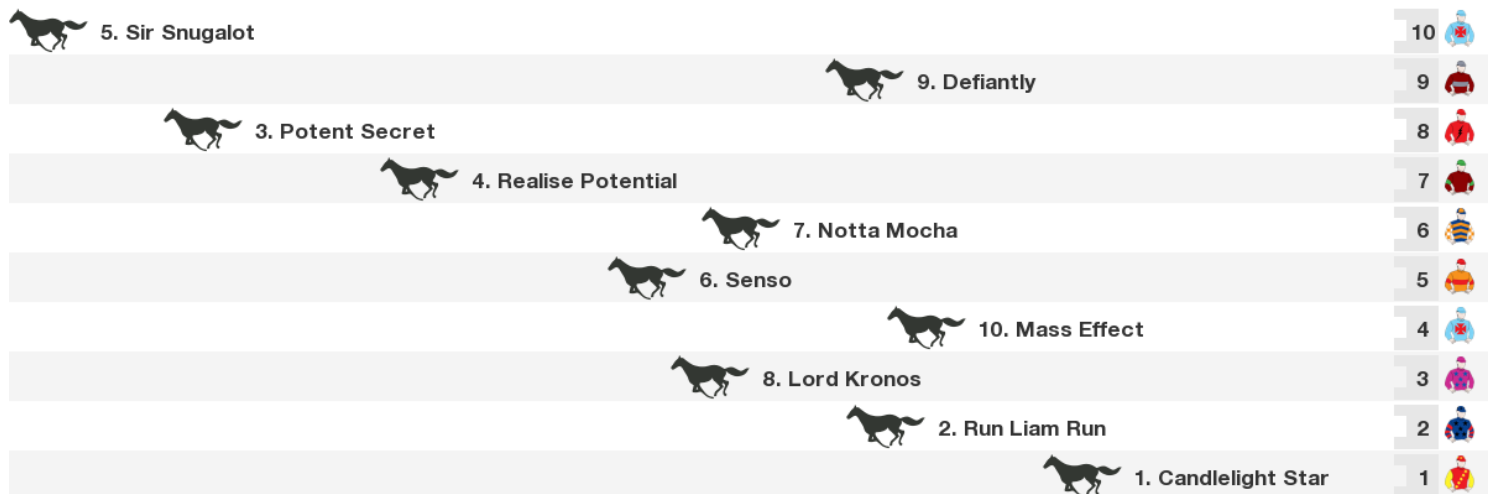 5. Sir Snugalot 10
9. Defiantly 9
3. Potent Secret 8
4. Realise Potential 7
7. Notta Mocha 6
6. Senso 5
10. Mass Effect 4
8. Lord Kronos 3
2. Run Liam Run 2
1. Candlelight Star 1